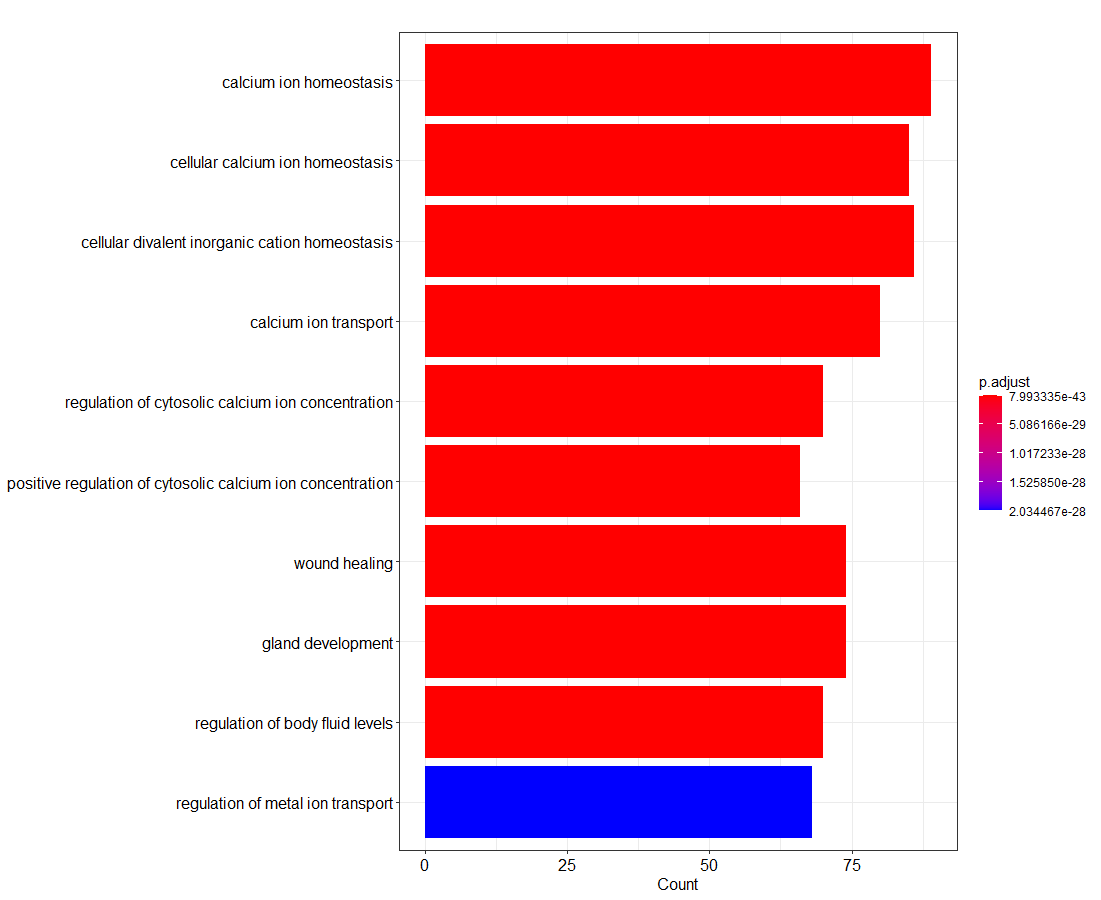 calcium ion homeostasis
cellular calcium ion homeostasis
cellular divalent inorganic cation homeostasis
calcium ion transport
regulation of cytosolic calcium ion concentration
positive regulation of cytosolic calcium ion concentration
wound healing
gland development
regulation of body fluid levels
regulation of metal ion transport
0 25 50 75
Count
p.adjust
7.993335e-43
5.086166e-29
1.017233e-28
1.525850e-28
2.034467e-28